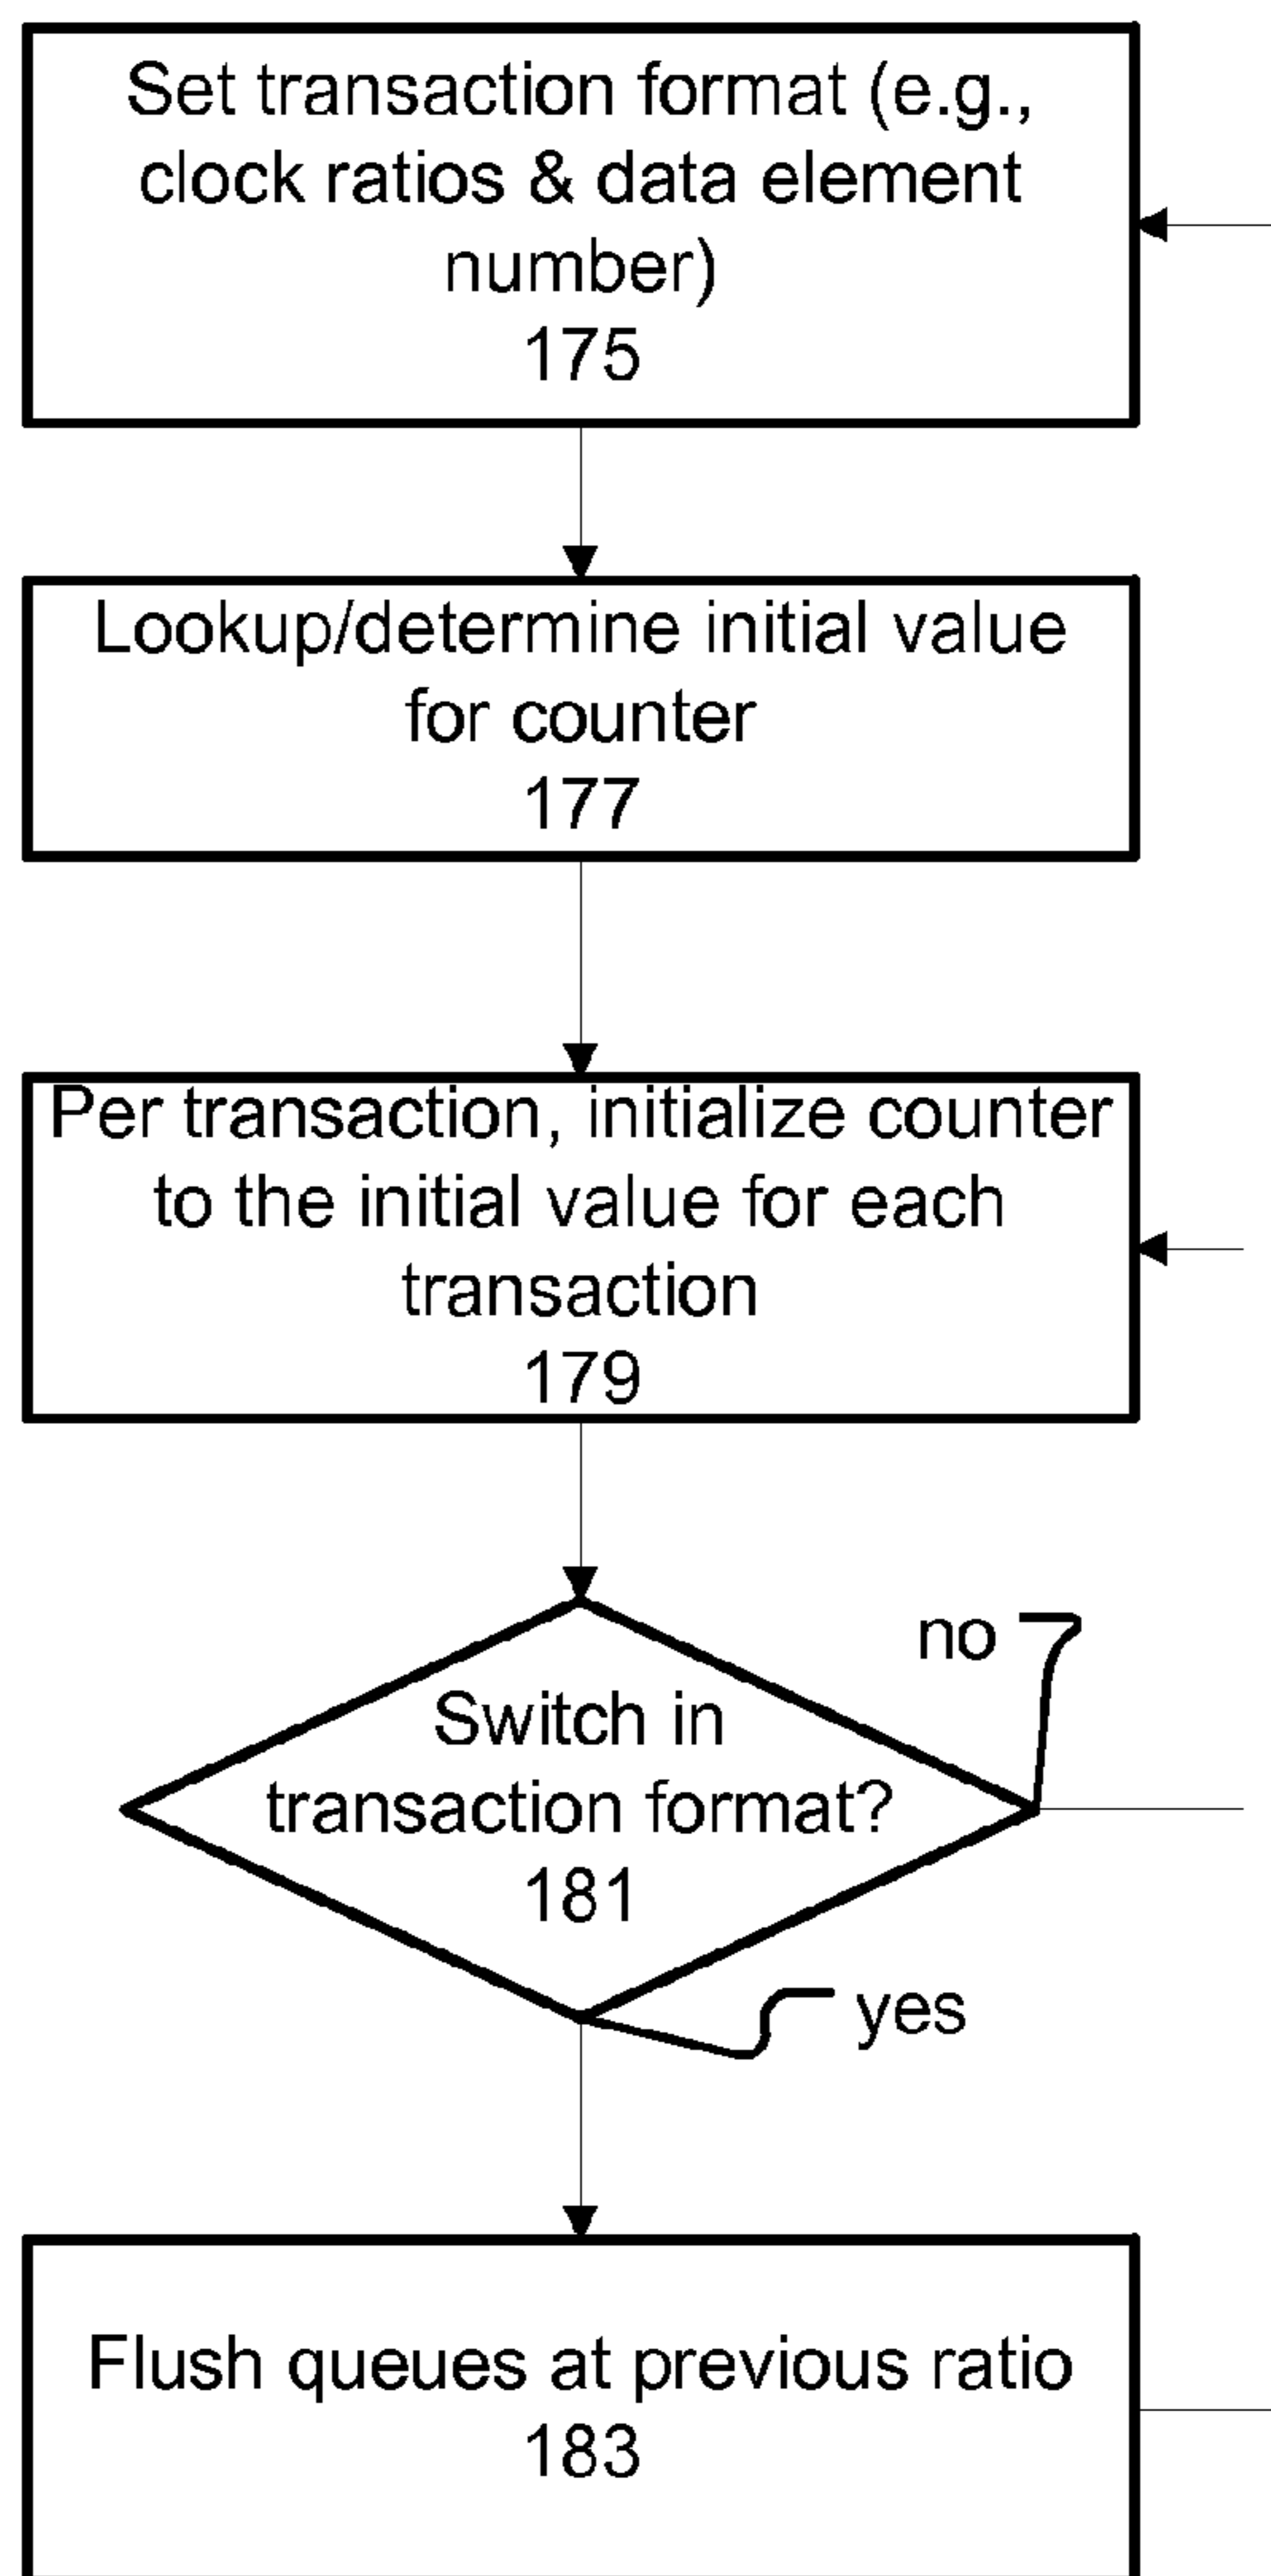 Set transaction format (e.g.,
clock ratios & data element
number)
175
Lookup/determine initial value
for counter
177
Per transaction, initialize counter
to the initial value for each
transaction
179
no
Switch in
transaction format?
181
yes
Flush queues at previous ratio
183